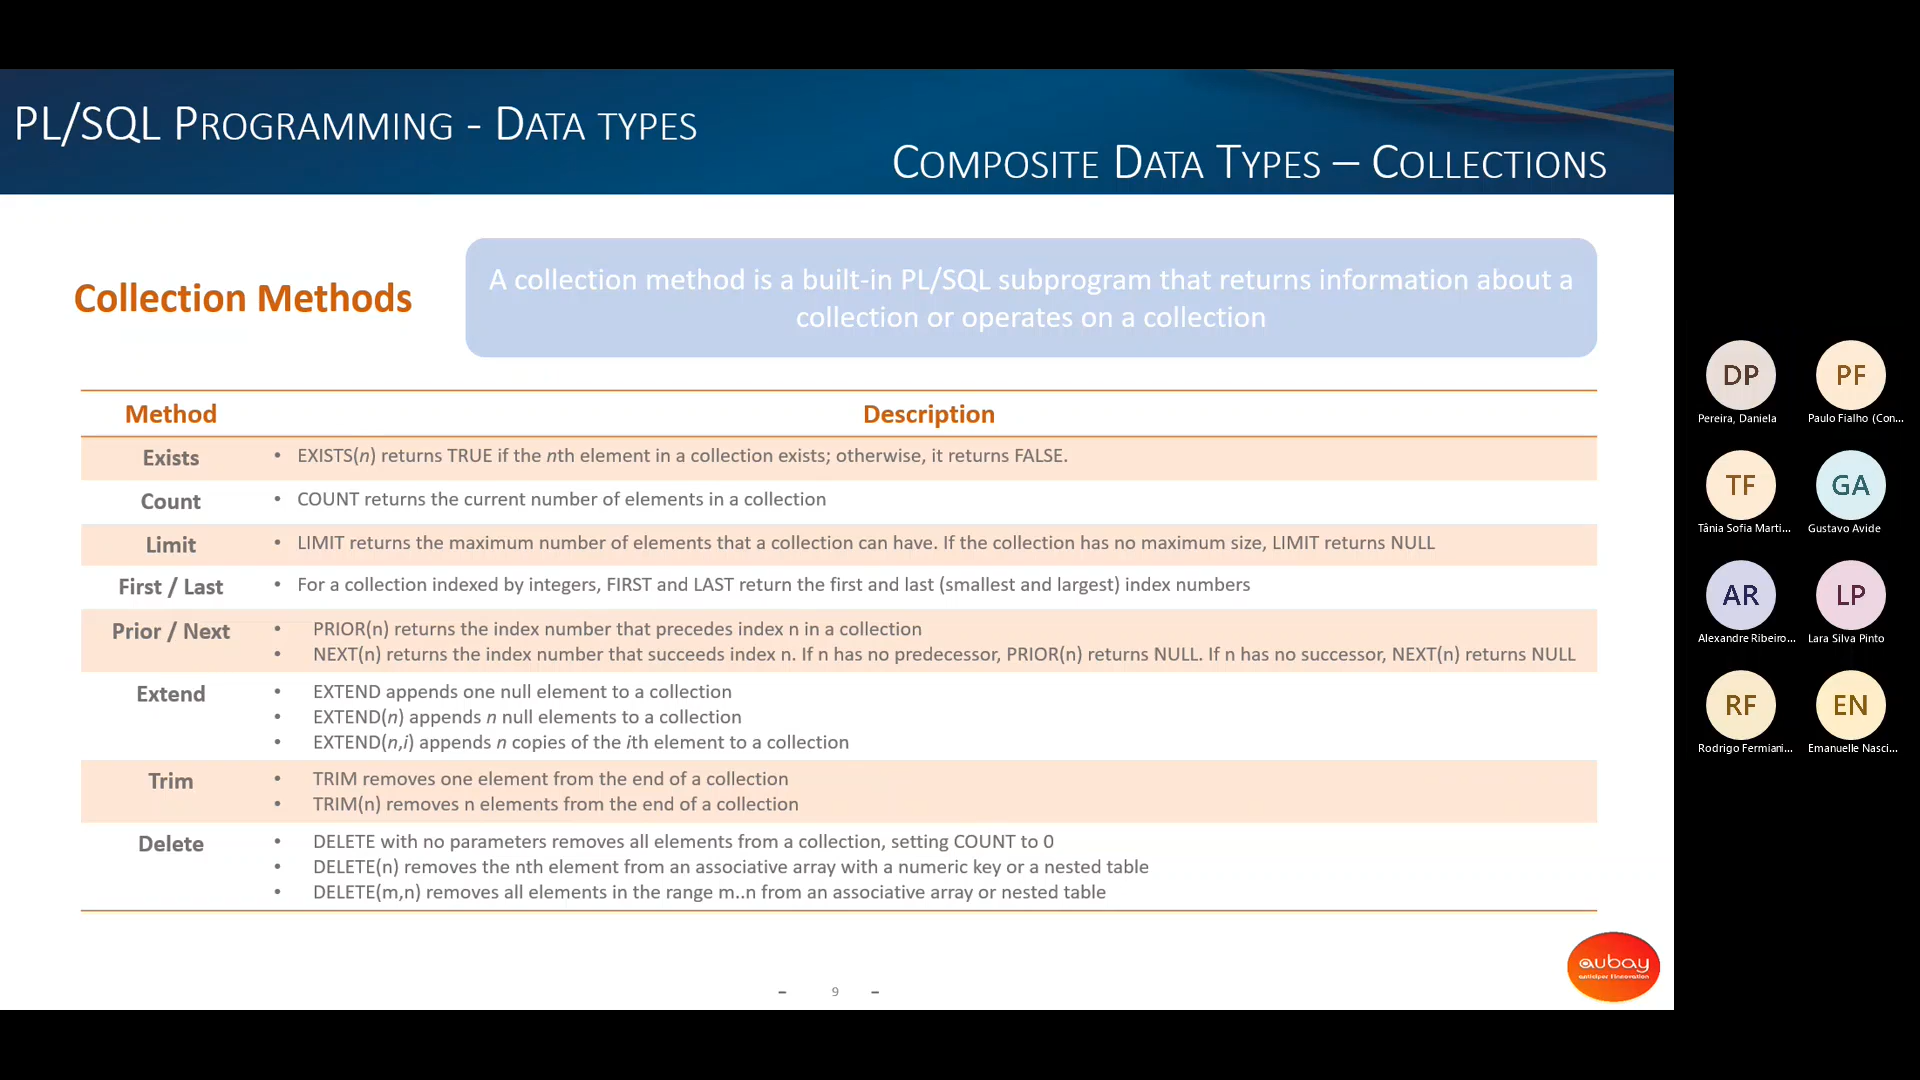 PL/SQL PROGRAMMING - DATA TYPES
COMPOSITE DATA TYPES – COLLECTIONS
Collection Methods
A collection method is a built-in PL/SQL subprogram that returns information about a
collection or operates on a collection
Method Description
Exists • EXISTS(n) returns TRUE if the nth element in a collection exists; otherwise, it returns FALSE.
Count • COUNT returns the current number of elements in a collection
Limit • LIMIT returns the maximum number of elements that a collection can have. If the collection has no maximum size, LIMIT returns NULL
First / Last • For a collection indexed by integers, FIRST and LAST return the first and last (smallest and largest) index numbers
Prior / Next • PRIOR(n) returns the index number that precedes index n in a collection
• NEXT(n) returns the index number that succeeds index n. If n has no predecessor, PRIOR(n) returns NULL. If n has no successor, NEXT(n) returns NULL
Extend • EXTEND appends one null element to a collection
• EXTEND(n) appends n null elements to a collection
• EXTEND(n,i) appends n copies of the ith element to a collection
Trim • TRIM removes one element from the end of a collection
• TRIM(n) removes n elements from the end of a collection
Delete • DELETE with no parameters removes all elements from a collection, setting COUNT to 0
• DELETE(n) removes the nth element from an associative array with a numeric key or a nested table
• DELETE(m,n) removes all elements in the range m..n from an associative array or nested table
– 9 –
aubay
anticiper l'innovation
DP PF
Pereira, Daniela Paulo Fialho (Con...
TF GA
Tânia Sofia Marti... Gustavo Avide
AR LP
Alexandre Ribeiro... Lara Silva Pinto
RF EN
Rodrigo Fermiani... Emanuelle Nasci...